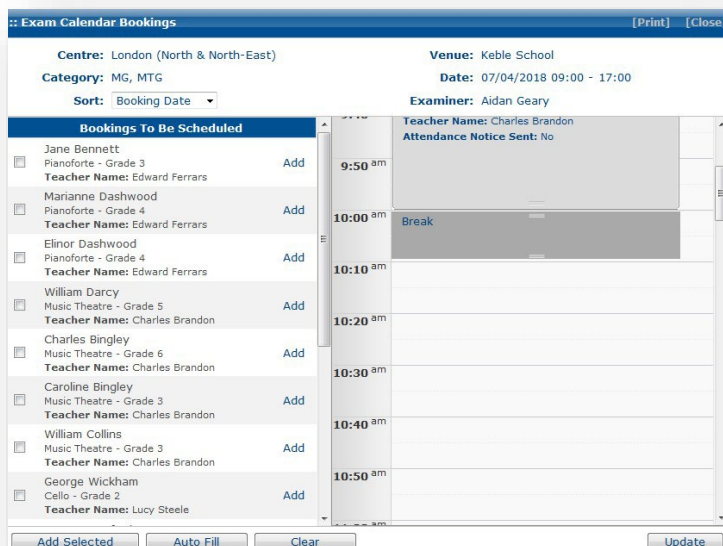 :: Exam Calendar Bookings [Print] [Close
Centre: London (North & North-East) Venue: Keble School
Category: MG, MTG Date: 07/04/2018 09:00 - 17:00
Sort: Booking Date Examiner: Aidan Geary
Bookings To Be Scheduled
Jane Bennett
Pianoforte - Grade 3 Add
Teacher Name: Edward Ferrars
Marianne Dashwood
Pianoforte - Grade 4 Add
Teacher Name: Edward Ferrars
Elinor Dashwood
Pianoforte - Grade 4 Add
Teacher Name: Edward Ferrars
William Darcy
Music Theatre - Grade 5 Add
Teacher Name: Charles Brandon
Charles Bingley
Music Theatre - Grade 6 Add
Teacher Name: Charles Brandon
Caroline Bingley
Music Theatre - Grade 3 Add
Teacher Name: Charles Brandon
William Collins
Music Theatre - Grade 3 Add
Teacher Name: Charles Brandon
George Wickham
Cello - Grade 2 Add
Teacher Name: Lucy Steele
Teacher Name: Charles Brandon
Attendance Notice Sent: No
9:50 am
10:00 am Break
10:10 am
10:20 am
10:30 am
10:40 am
10:50 am
Add Selected Auto Fill Clear Update